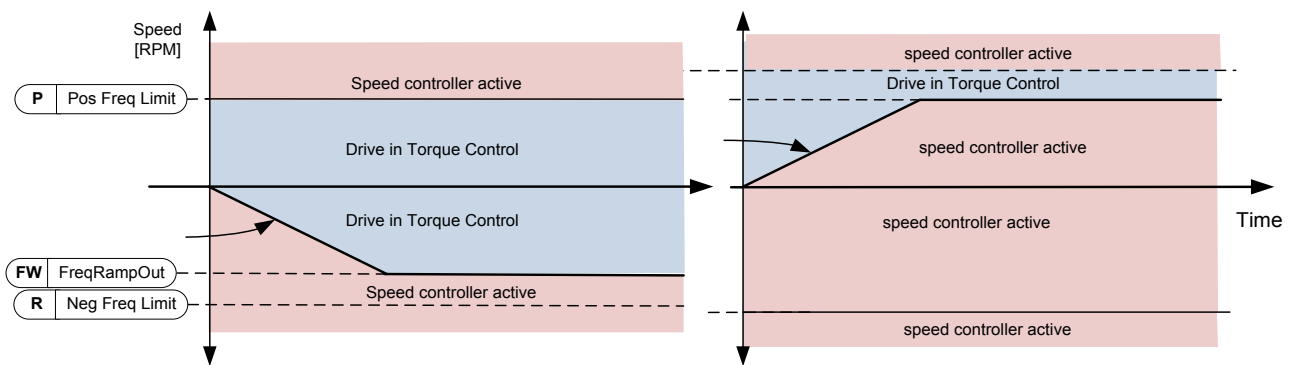 Speed
[RPM]
Speed controller active
P Pos Freq Limit
Drive in Torque Control
Drive in Torque Control
FW FreqRampOut
Speed controller active
R Neg Freq Limit
speed controller active
Drive in Torque Control
speed controller active
speed controller active
Time
speed controller active